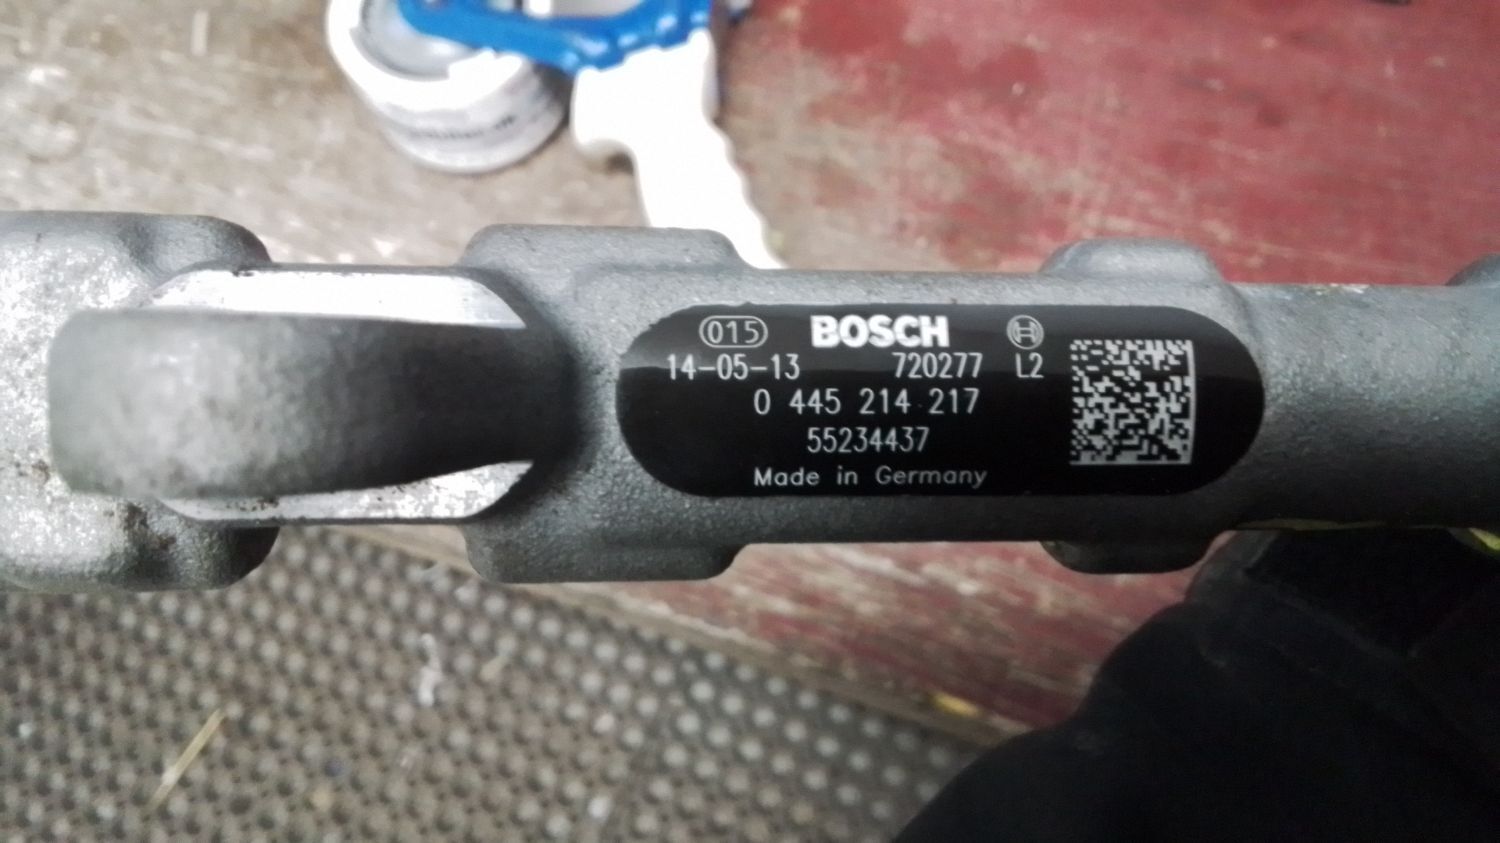 015 BOSCH
14-05-13 720277 L2
0 445 214 217
55234437
Made in Germany